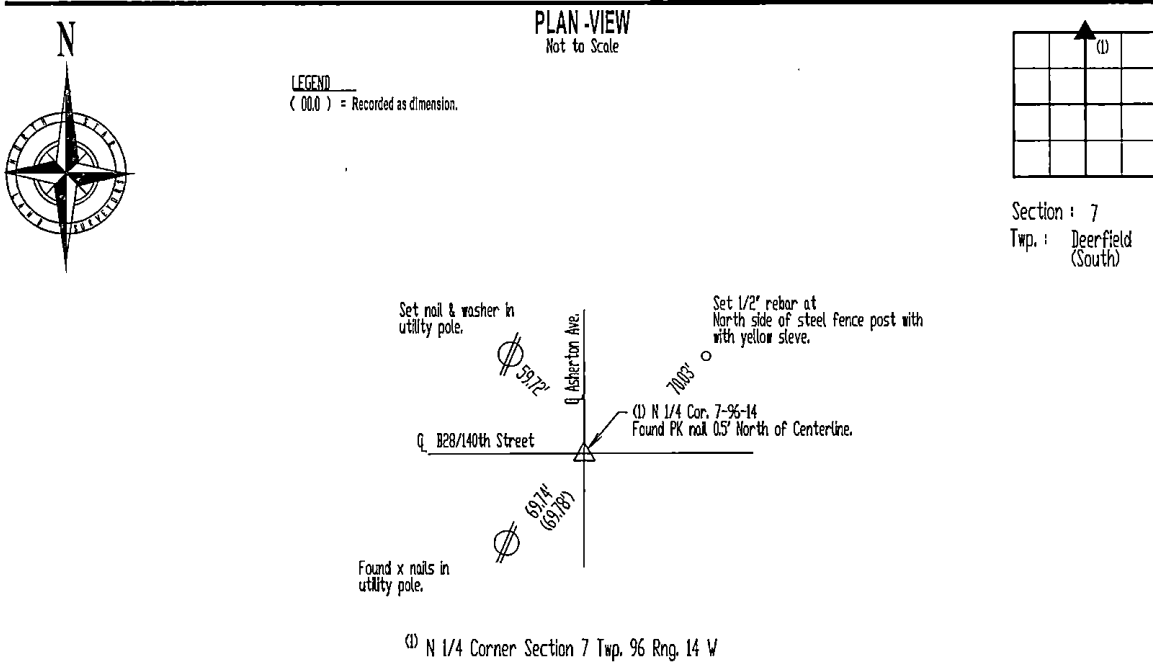 PLAN-VIEW
Not to Scale
N
NORTH STAR
LAND SURVEYORS
LEGEND
( 00.0 ) = Recorded as dimension.
(1)
Section : 7
Twp. : Deerfield
(South)
Set nail & washer in
utility pole.
59.72'
℄ Asherton Ave.
Set 1/2" rebar at
North side of steel fence post with
with yellow sleve.
70.03'
(1) N 1/4 Cor. 7-96-14
Found PK nail 0.5' North of Centerline.
℄ B28/140th Street
69.74'
(69.78')
Found x nails in
utility pole.
(1) N 1/4 Corner Section 7 Twp. 96 Rng. 14 W